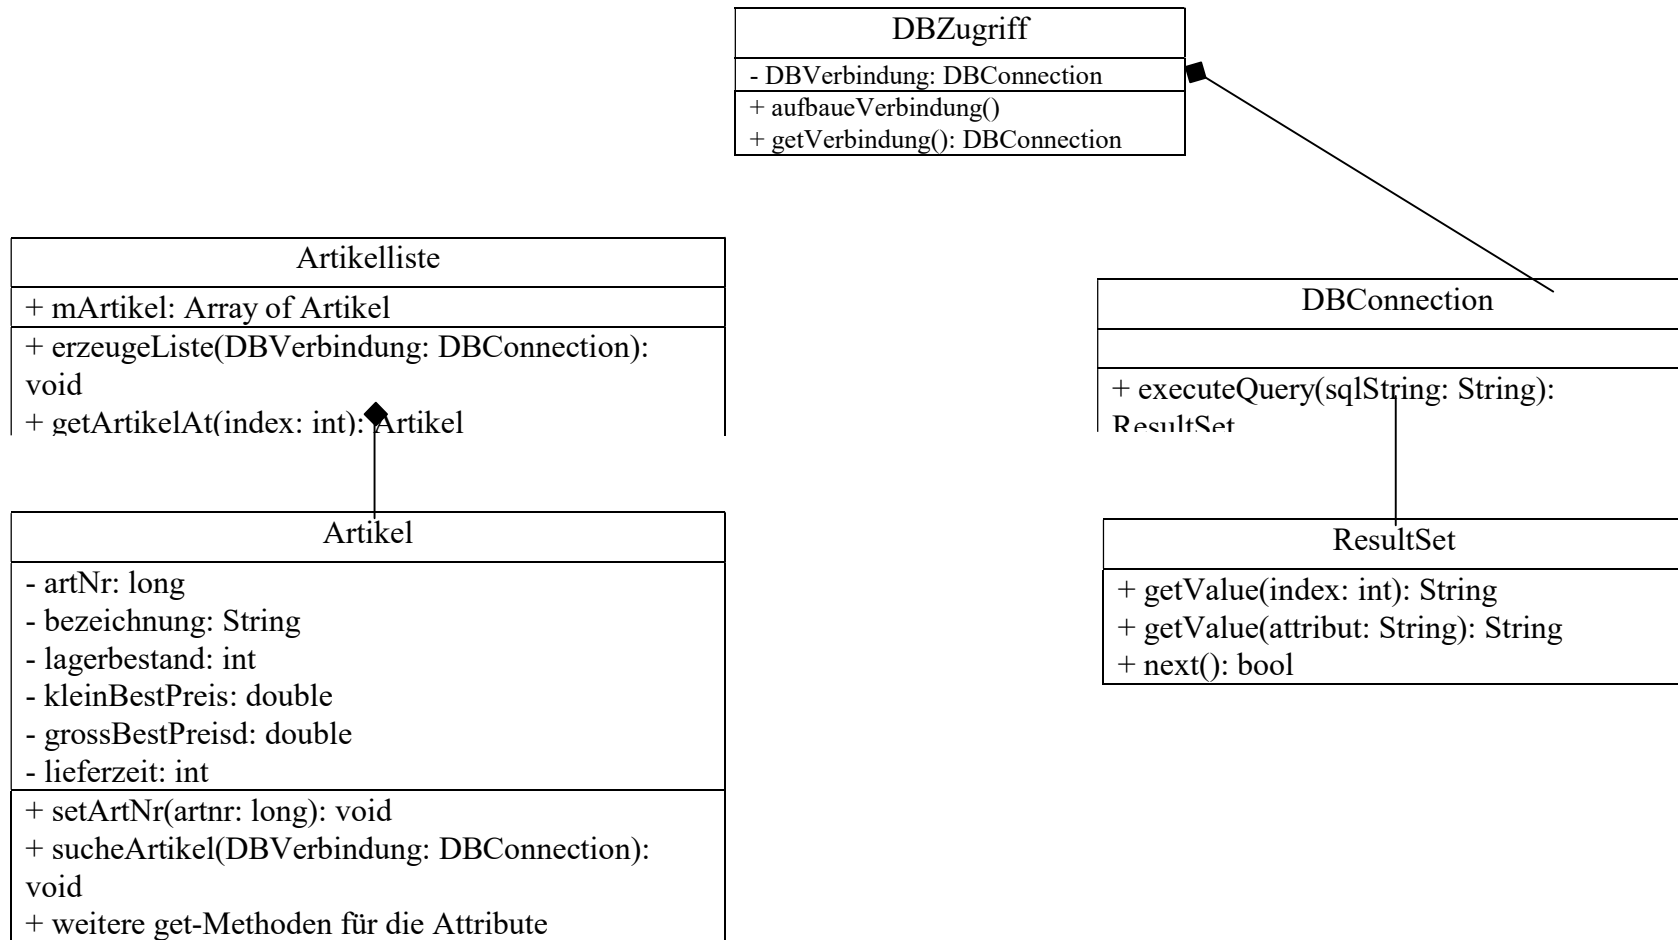 DBZugriff
- DBVerbindung: DBConnection
+ aufbaueVerbindung()
+ getVerbindung(): DBConnection
Artikelliste
+ mArtikel: Array of Artikel
+ erzeugeListe(DBVerbindung: DBConnection):
void
+ getArtikelAt(index: int): Artikel
DBConnection
+ executeQuery(sqlString: String):
ResultSet
Artikel
- artNr: long
- bezeichnung: String
- lagerbestand: int
- kleinBestPreis: double
- grossBestPreisd: double
- lieferzeit: int
+ setArtNr(artnr: long): void
+ sucheArtikel(DBVerbindung: DBConnection):
void
+ weitere get-Methoden für die Attribute
ResultSet
+ getValue(index: int): String
+ getValue(attribut: String): String
+ next(): bool